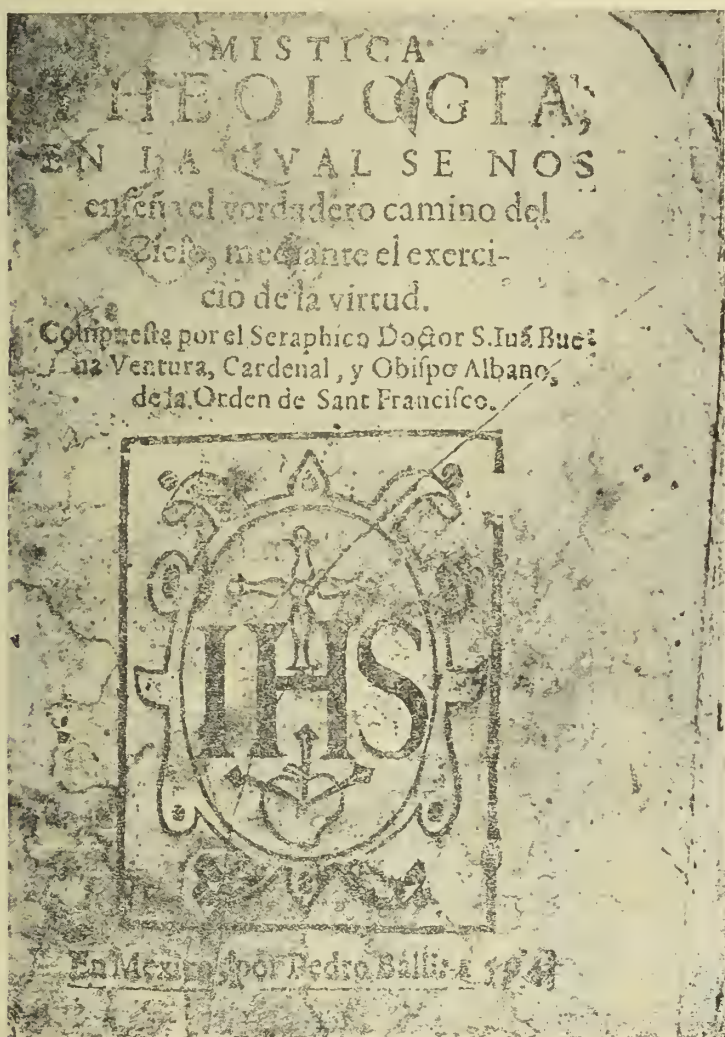 MISTICA
THEOLOGIA,
EN LA QVAL SE NOS
enſeña el verdadero camino del
Cielo, mediante el exerci-
cio de la virtud.
Compueſta por el Seraphico Doctor S. Iuá Bue-
na Ventura, Cardenal, y Obiſpo Albano,
de la Orden de Sant Franciſco.
IHS
En Mexico, por Pedro Balli.